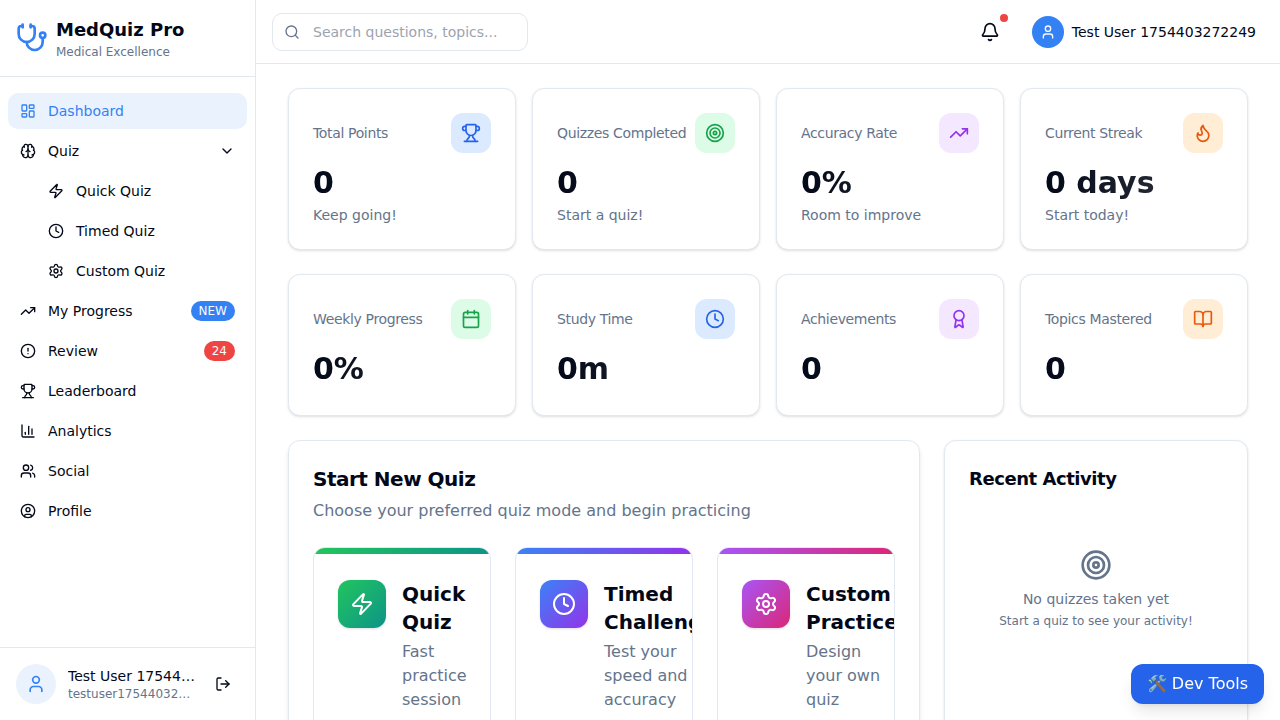 MedQuiz Pro
Medical Excellence
Search questions, topics...
Test User 1754403272249
Dashboard
Quiz
Quick Quiz
Timed Quiz
Custom Quiz
My Progress NEW
Review 24
Leaderboard
Analytics
Social
Profile
Test User 17544...
testuser17544032...
Total Points
0
Keep going!
Quizzes Completed
0
Start a quiz!
Accuracy Rate
0%
Room to improve
Current Streak
0 days
Start today!
Weekly Progress
0%
Study Time
0m
Achievements
0
Topics Mastered
0
Start New Quiz
Choose your preferred quiz mode and begin practicing
Quick
Quiz
Fast
practice
session
Timed
Challeng
Test your
speed and
accuracy
Custom
Practice
Design
your own
quiz
Recent Activity
No quizzes taken yet
Start a quiz to see your activity!
🛠️ Dev Tools